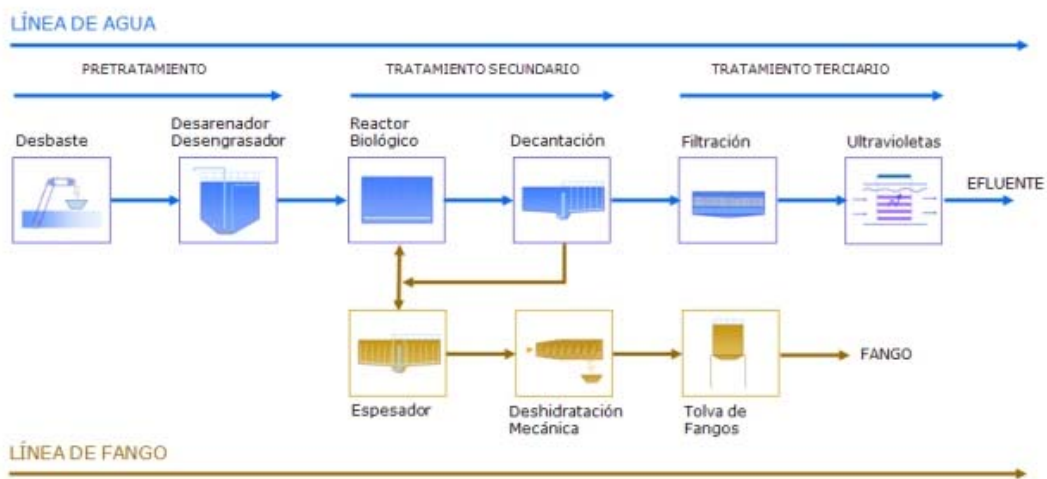 LÍNEA DE AGUA
PRETRATAMIENTO
TRATAMIENTO SECUNDARIO
TRATAMIENTO TERCIARIO
Desbaste
Desarenador
Desengrasador
Reactor
Biológico
Decantación
Filtración
Ultravioletas
EFLUENTE
Espesador
Deshidratación
Mecánica
Tolva de
Fangos
FANGO
LÍNEA DE FANGO